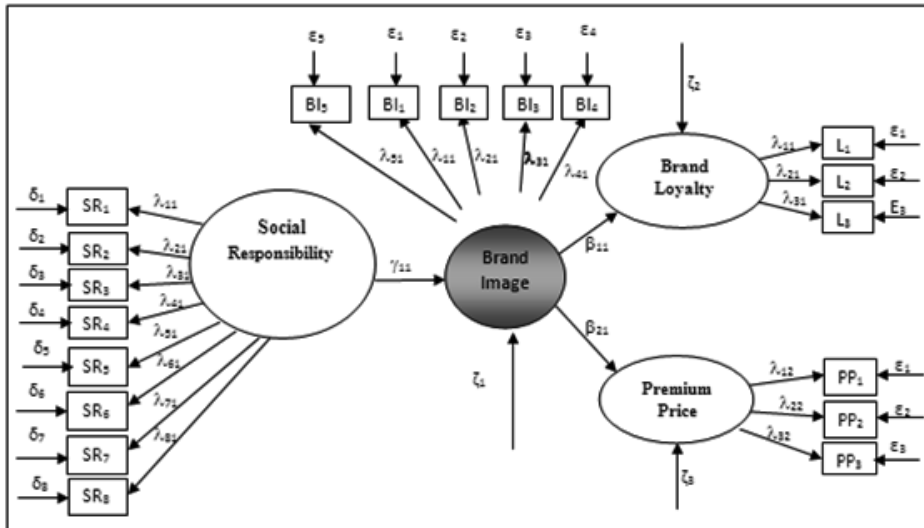 ε₅ ε₁ ε₂ ε₃ ε₄
BI₅ BI₁ BI₂ BI₃ BI₄
ζ₂
λ₅₁ λ₁₁ λ₂₁ λ₃₁ λ₄₁
Brand
Loyalty
λ₁₁ L₁ ε₁
λ₂₁ L₂ ε₂
λ₃₁ L₃ Ε₃
δ₁ SR₁ λ₁₁
δ₂ SR₂ λ₂₁
δ₃ SR₃ λ₃₁
δ₄ SR₄ λ₄₁
δ₅ SR₅ λ₅₁
δ₆ SR₆ λ₆₁
δ₇ SR₇ λ₇₁
δ₈ SR₈ λ₈₁
Social
Responsibility
γ₁₁
Brand
Image
β₁₁
β₂₁
ζ₁
Premium
Price
λ₁₂ PP₁ ε₁
λ₂₂ PP₂ ε₂
λ₃₂ PP₃ ε₃
ζ₃